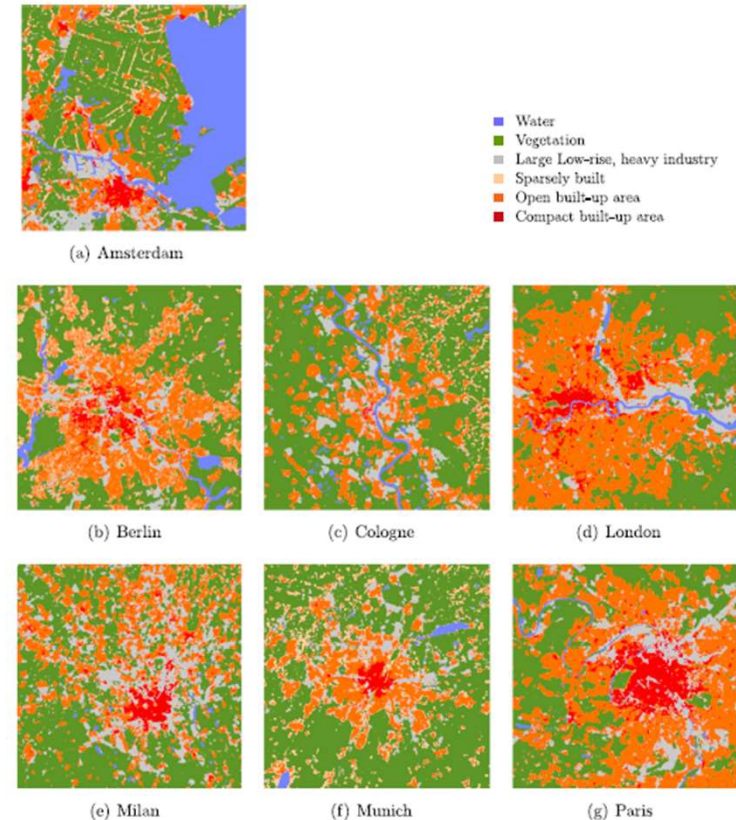 Water
Vegetation
Large Low-rise, heavy industry
Sparsely built
Open built-up area
Compact built-up area
(a) Amsterdam
(b) Berlin
(c) Cologne
(d) London
(e) Milan
(f) Munich
(g) Paris